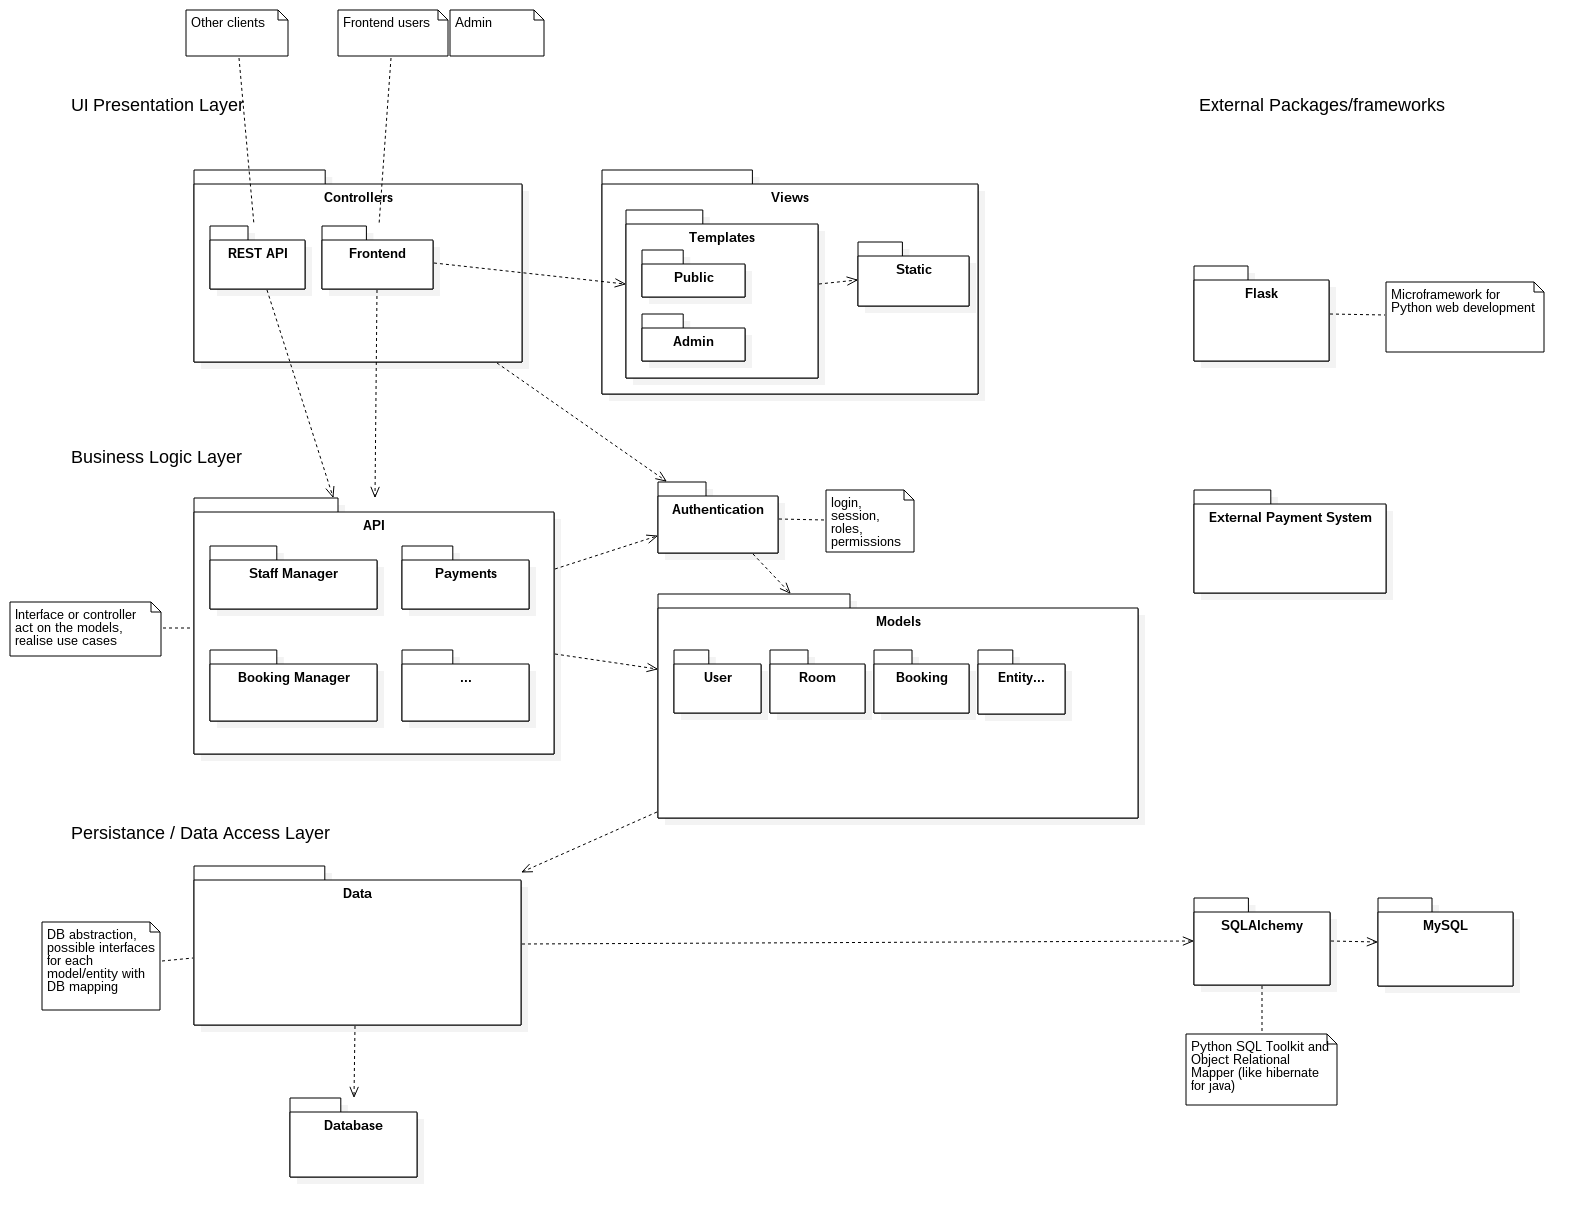 Other clients
Frontend users
Admin
UI Presentation Layer
External Packages/frameworks
Controllers
REST API
Frontend
Views
Templates
Public
Admin
Static
Flask
Microframework for
Python web development
Business Logic Layer
API
Staff Manager
Payments
Booking Manager
...
Interface or controller
act on the models,
realise use cases
Authentication
login,
session,
roles,
permissions
External Payment System
Models
User
Room
Booking
Entity...
Persistance / Data Access Layer
Data
DB abstraction,
possible interfaces
for each
model/entity with
DB mapping
SQLAlchemy
MySQL
Python SQL Toolkit and
Object Relational
Mapper (like hibernate
for java)
Database